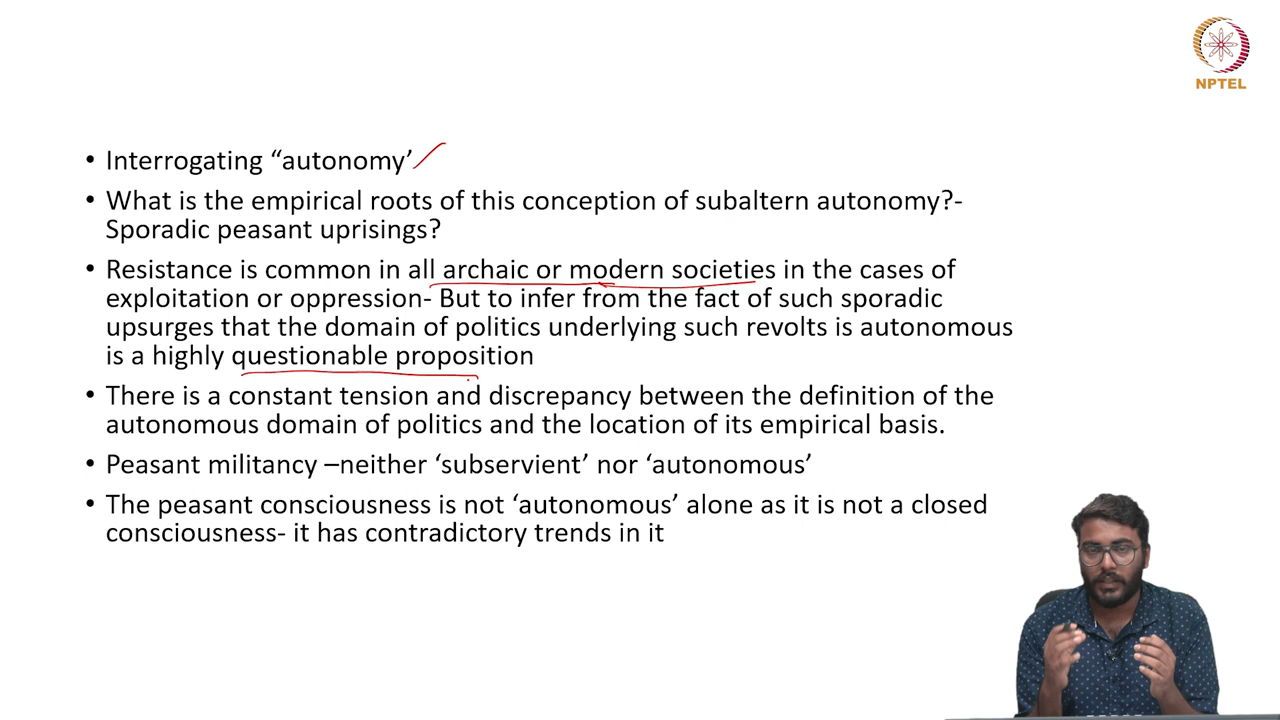 NPTEL
• Interrogating “autonomy’
• What is the empirical roots of this conception of subaltern autonomy?-
Sporadic peasant uprisings?
• Resistance is common in all archaic or modern societies in the cases of
exploitation or oppression- But to infer from the fact of such sporadic
upsurges that the domain of politics underlying such revolts is autonomous
is a highly questionable proposition
• There is a constant tension and discrepancy between the definition of the
autonomous domain of politics and the location of its empirical basis.
• Peasant militancy –neither ‘subservient’ nor ‘autonomous’
• The peasant consciousness is not ‘autonomous’ alone as it is not a closed
consciousness- it has contradictory trends in it